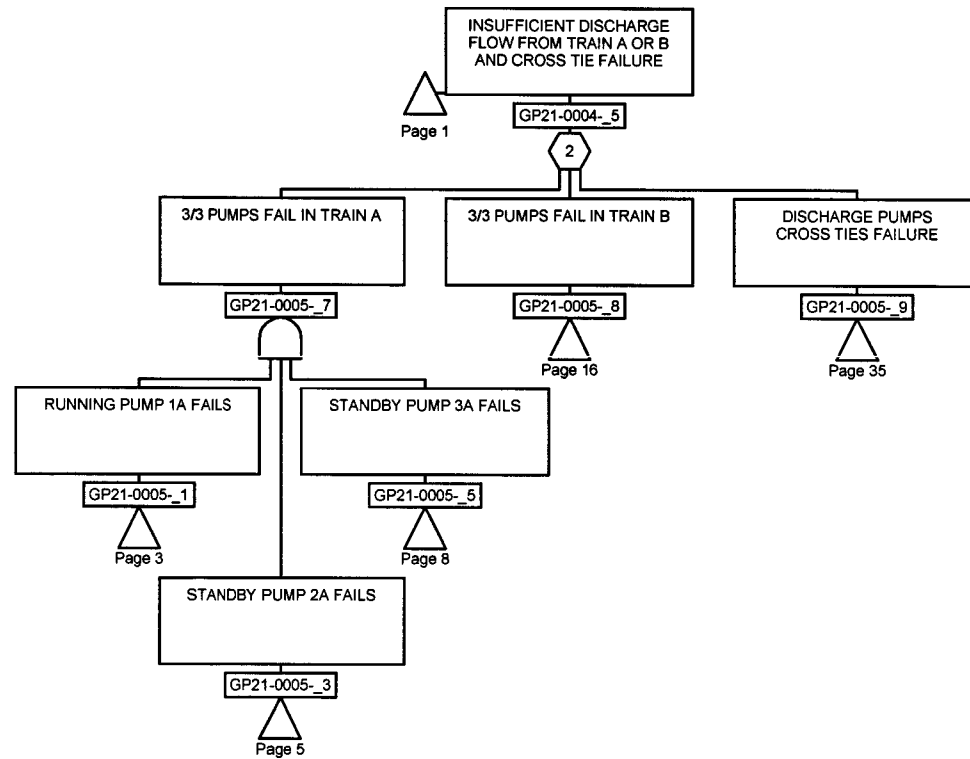 INSUFFICIENT DISCHARGE
FLOW FROM TRAIN A OR B
AND CROSS TIE FAILURE
Page 1
GP21-0004-_5
2
3/3 PUMPS FAIL IN TRAIN A
3/3 PUMPS FAIL IN TRAIN B
DISCHARGE PUMPS
CROSS TIES FAILURE
GP21-0005-_7
GP21-0005-_8
GP21-0005-_9
Page 16
Page 35
RUNNING PUMP 1A FAILS
STANDBY PUMP 3A FAILS
GP21-0005-_1
GP21-0005-_5
Page 3
Page 8
STANDBY PUMP 2A FAILS
GP21-0005-_3
Page 5